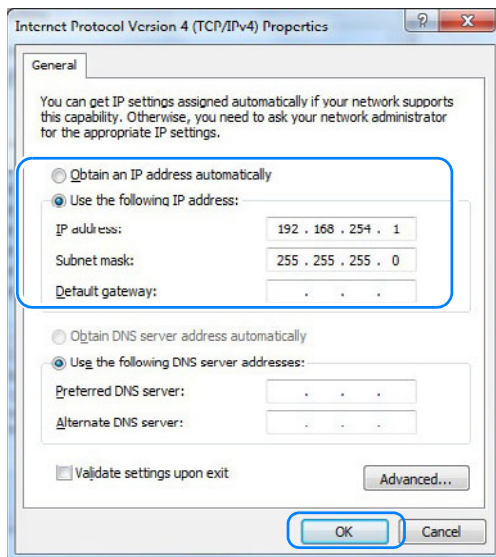 Internet Protocol Version 4 (TCP/IPv4) Properties
General
You can get IP settings assigned automatically if your network supports
this capability. Otherwise, you need to ask your network administrator
for the appropriate IP settings.
Obtain an IP address automatically
Use the following IP address:
IP address: 192 . 168 . 254 . 1
Subnet mask: 255 . 255 . 255 . 0
Default gateway: . . .
Obtain DNS server address automatically
Use the following DNS server addresses:
Preferred DNS server: . . .
Alternate DNS server: . . .
Validate settings upon exit
Advanced...
OK Cancel